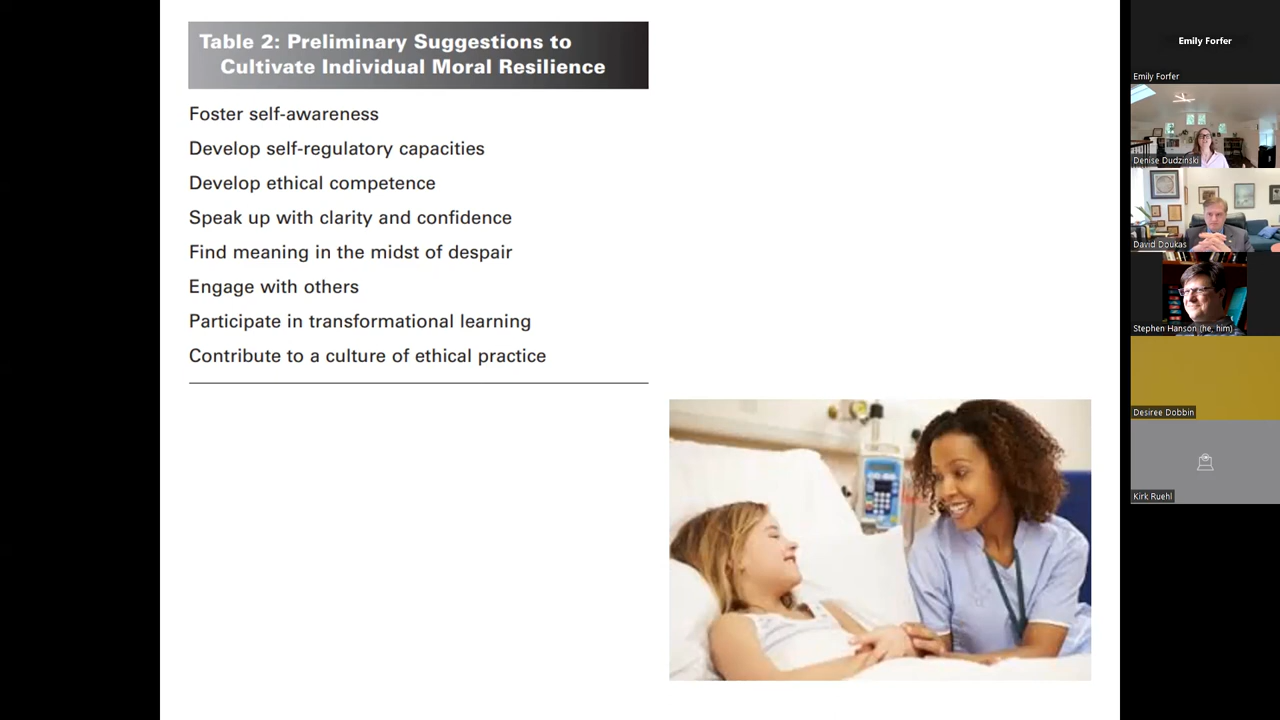 Table 2: Preliminary Suggestions to
Cultivate Individual Moral Resilience
Foster self-awareness
Develop self-regulatory capacities
Develop ethical competence
Speak up with clarity and confidence
Find meaning in the midst of despair
Engage with others
Participate in transformational learning
Contribute to a culture of ethical practice
Emily Forfer
Emily Forfer
Denise Dudzinski
David Doukas
Stephen Hanson (he, him)
Desiree Dobbin
Kirk Ruehl